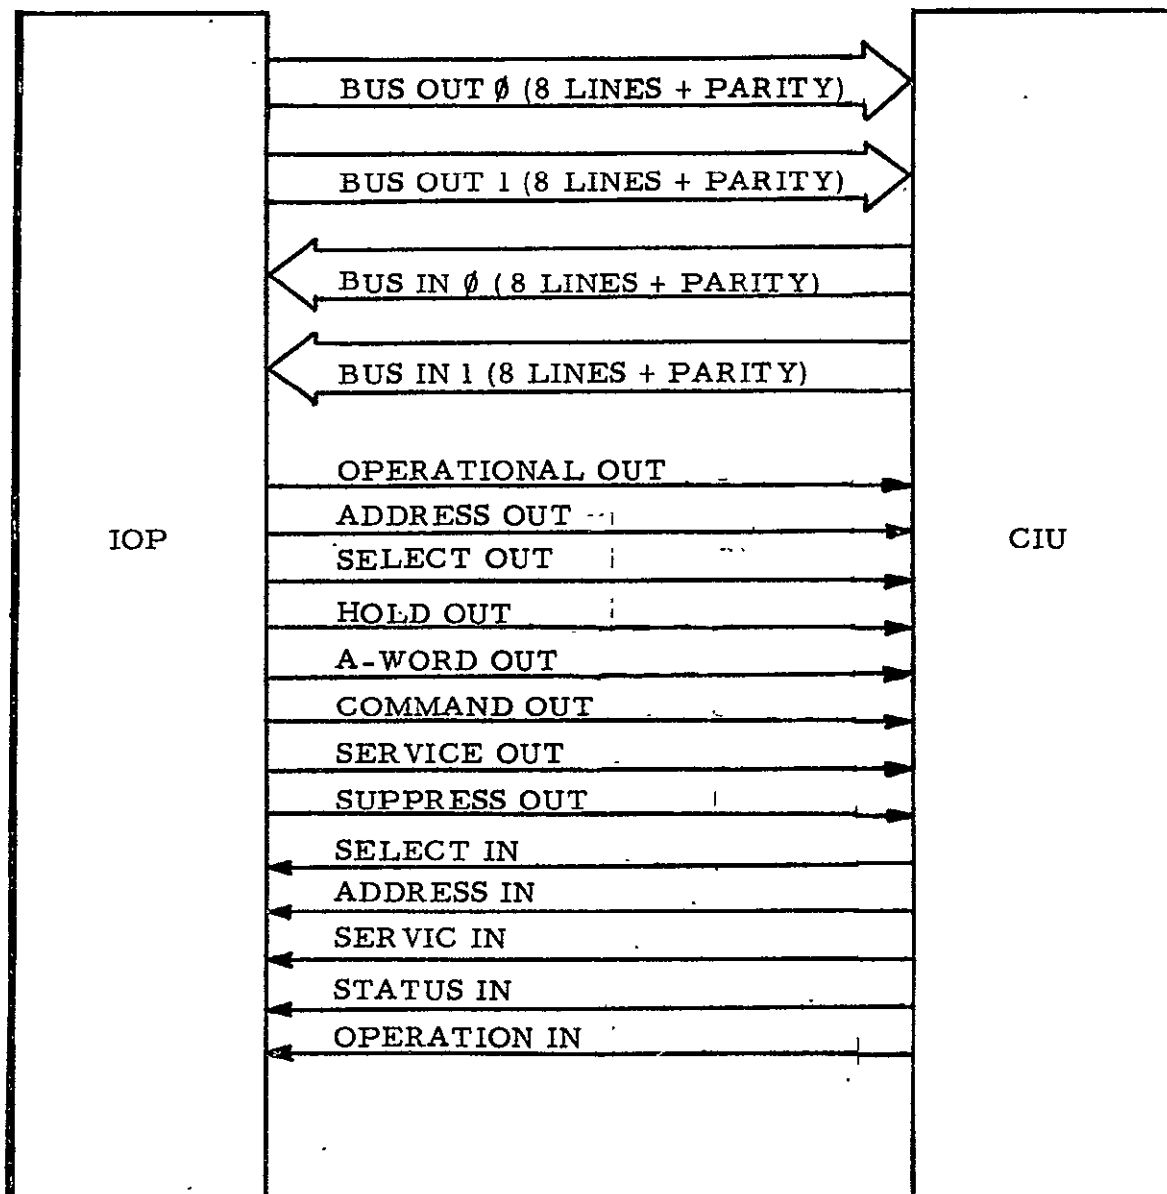 BUS OUT ∅ (8 LINES + PARITY)
BUS OUT 1 (8 LINES + PARITY)
BUS IN ∅ (8 LINES + PARITY)
BUS IN 1 (8 LINES + PARITY)
OPERATIONAL OUT
ADDRESS OUT
IOP
CIU
SELECT OUT
HOLD OUT
A-WORD OUT
COMMAND OUT
SERVICE OUT
SUPPRESS OUT
SELECT IN
ADDRESS IN
SERVIC IN
STATUS IN
OPERATION IN